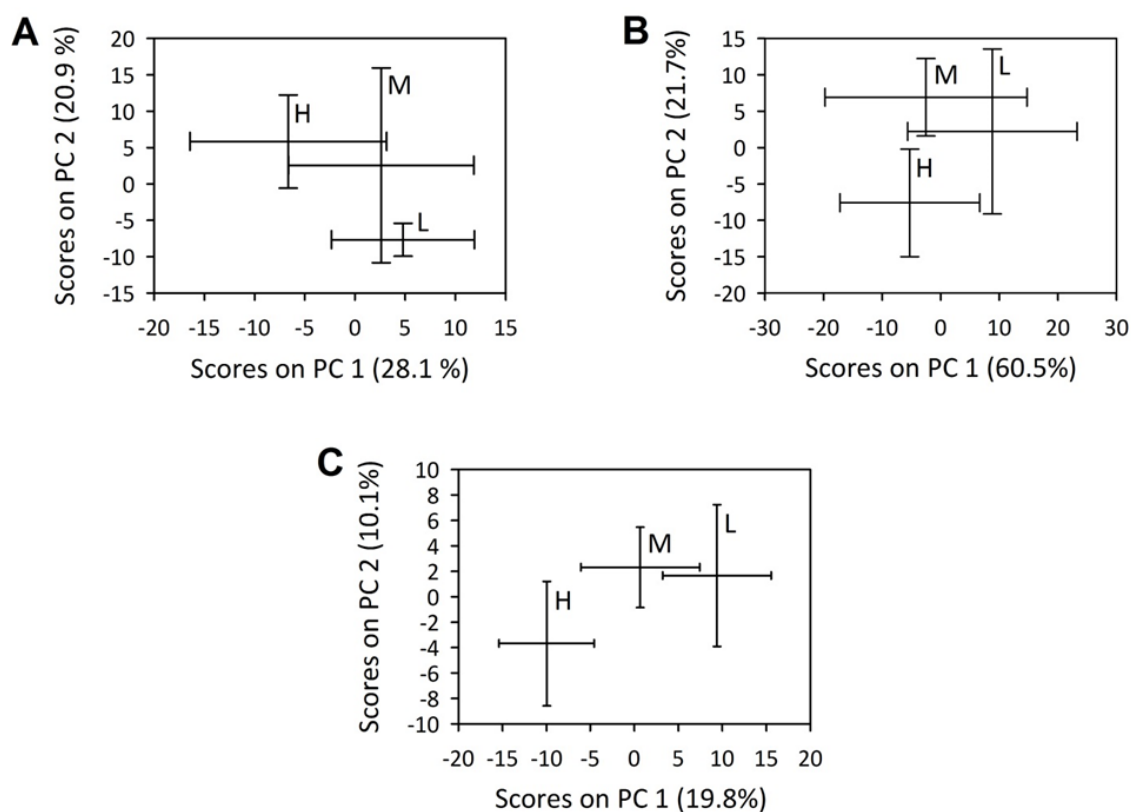 A
Scores on PC 2 (20.9 %)
20
15
10
5
0
-5
-10
-15
H
M
L
-20 -15 -10 -5 0 5 10 15
Scores on PC 1 (28.1 %)
B
Scores on PC 2 (21.7%)
15
10
5
0
-5
-10
-15
-20
M
L
H
-30 -20 -10 0 10 20 30
Scores on PC 1 (60.5%)
C
Scores on PC 2 (10.1%)
10
8
6
4
2
0
-2
-4
-6
-8
-10
H
M
L
-20 -15 -10 -5 0 5 10 15 20
Scores on PC 1 (19.8%)